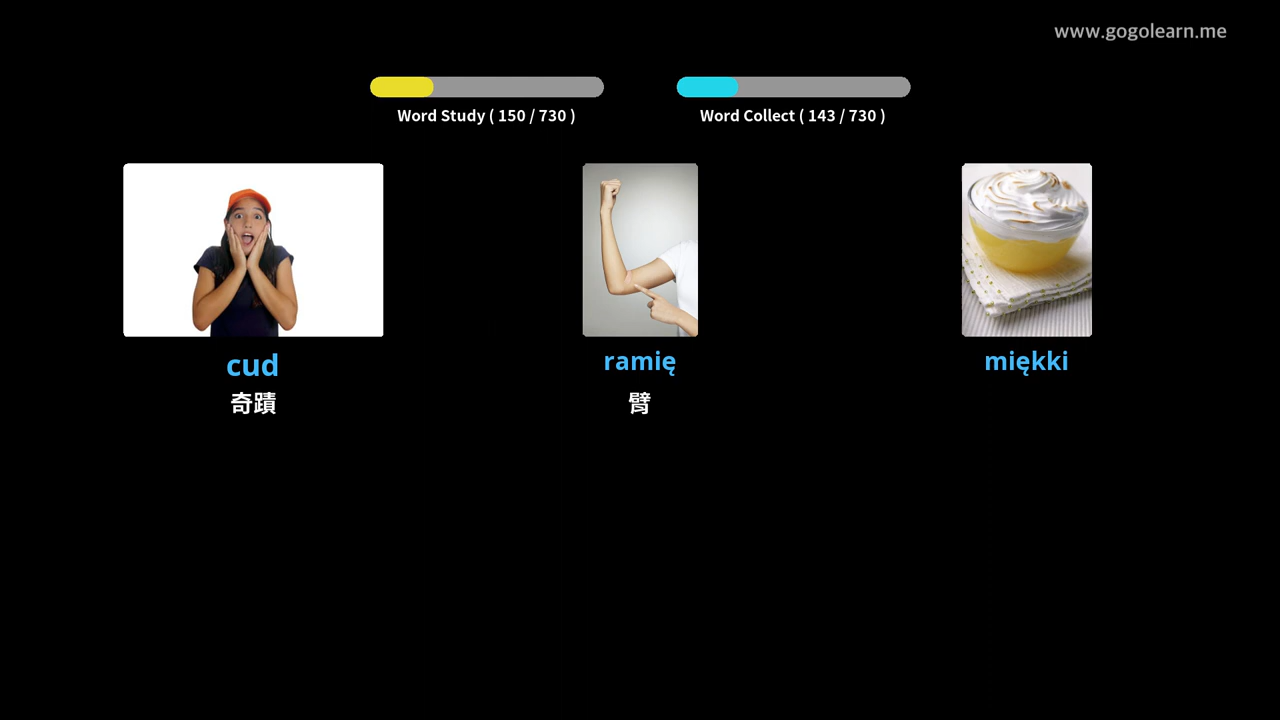 www.gogolearn.me
Word Study ( 150 / 730 )
Word Collect ( 143 / 730 )
cud
奇蹟
ramię
臂
miękki